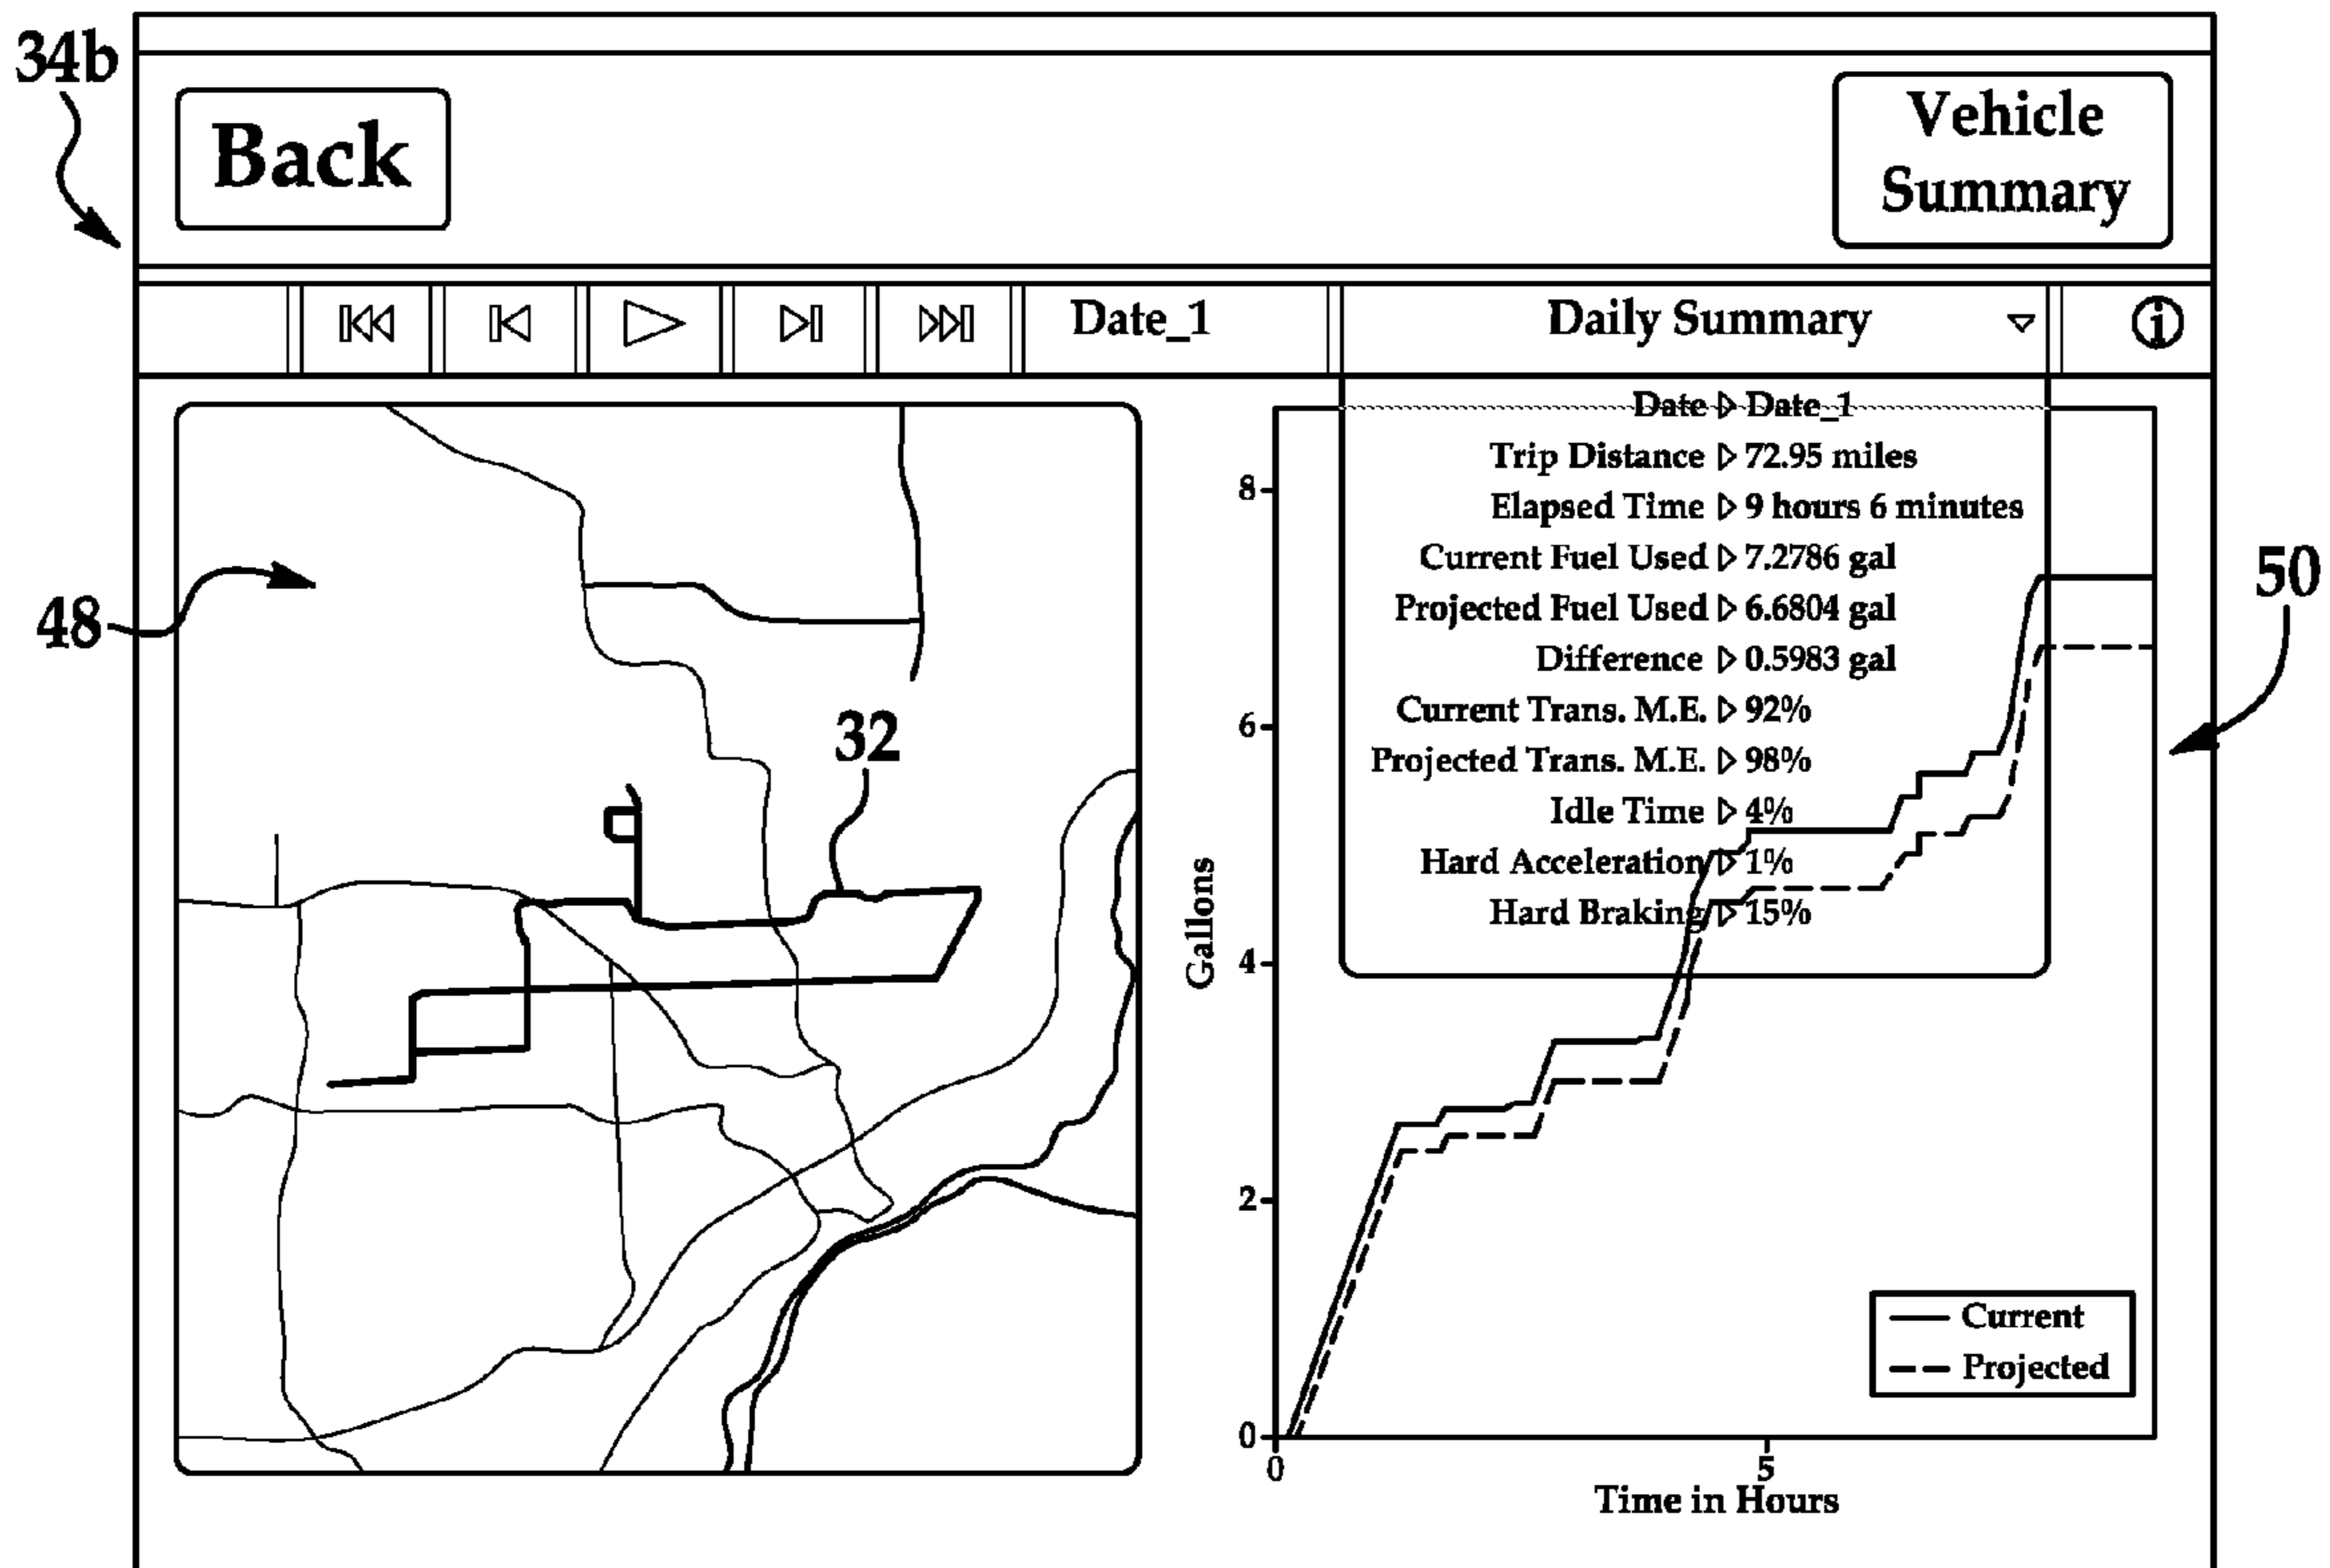 34b
Back
Vehicle
Summary
Date_1
Daily Summary
Date Date_1
Trip Distance 72.95 miles
Elapsed Time 9 hours 6 minutes
Current Fuel Used 7.2786 gal
Projected Fuel Used 6.6804 gal
Difference 0.5983 gal
Current Trans. M.E. 92%
Projected Trans. M.E. 98%
Idle Time 4%
Hard Acceleration 1%
Hard Braking 15%
48
32
50
Gallons
8
6
4
2
0
0 5
Time in Hours
Current
Projected